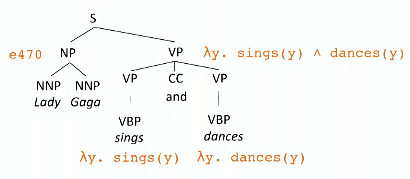 S
e470 NP VP λy. sings(y) ∧ dances(y)
NNP NNP VP CC VP
Lady Gaga and
VBP VBP
sings dances
λy. sings(y) λy. dances(y)